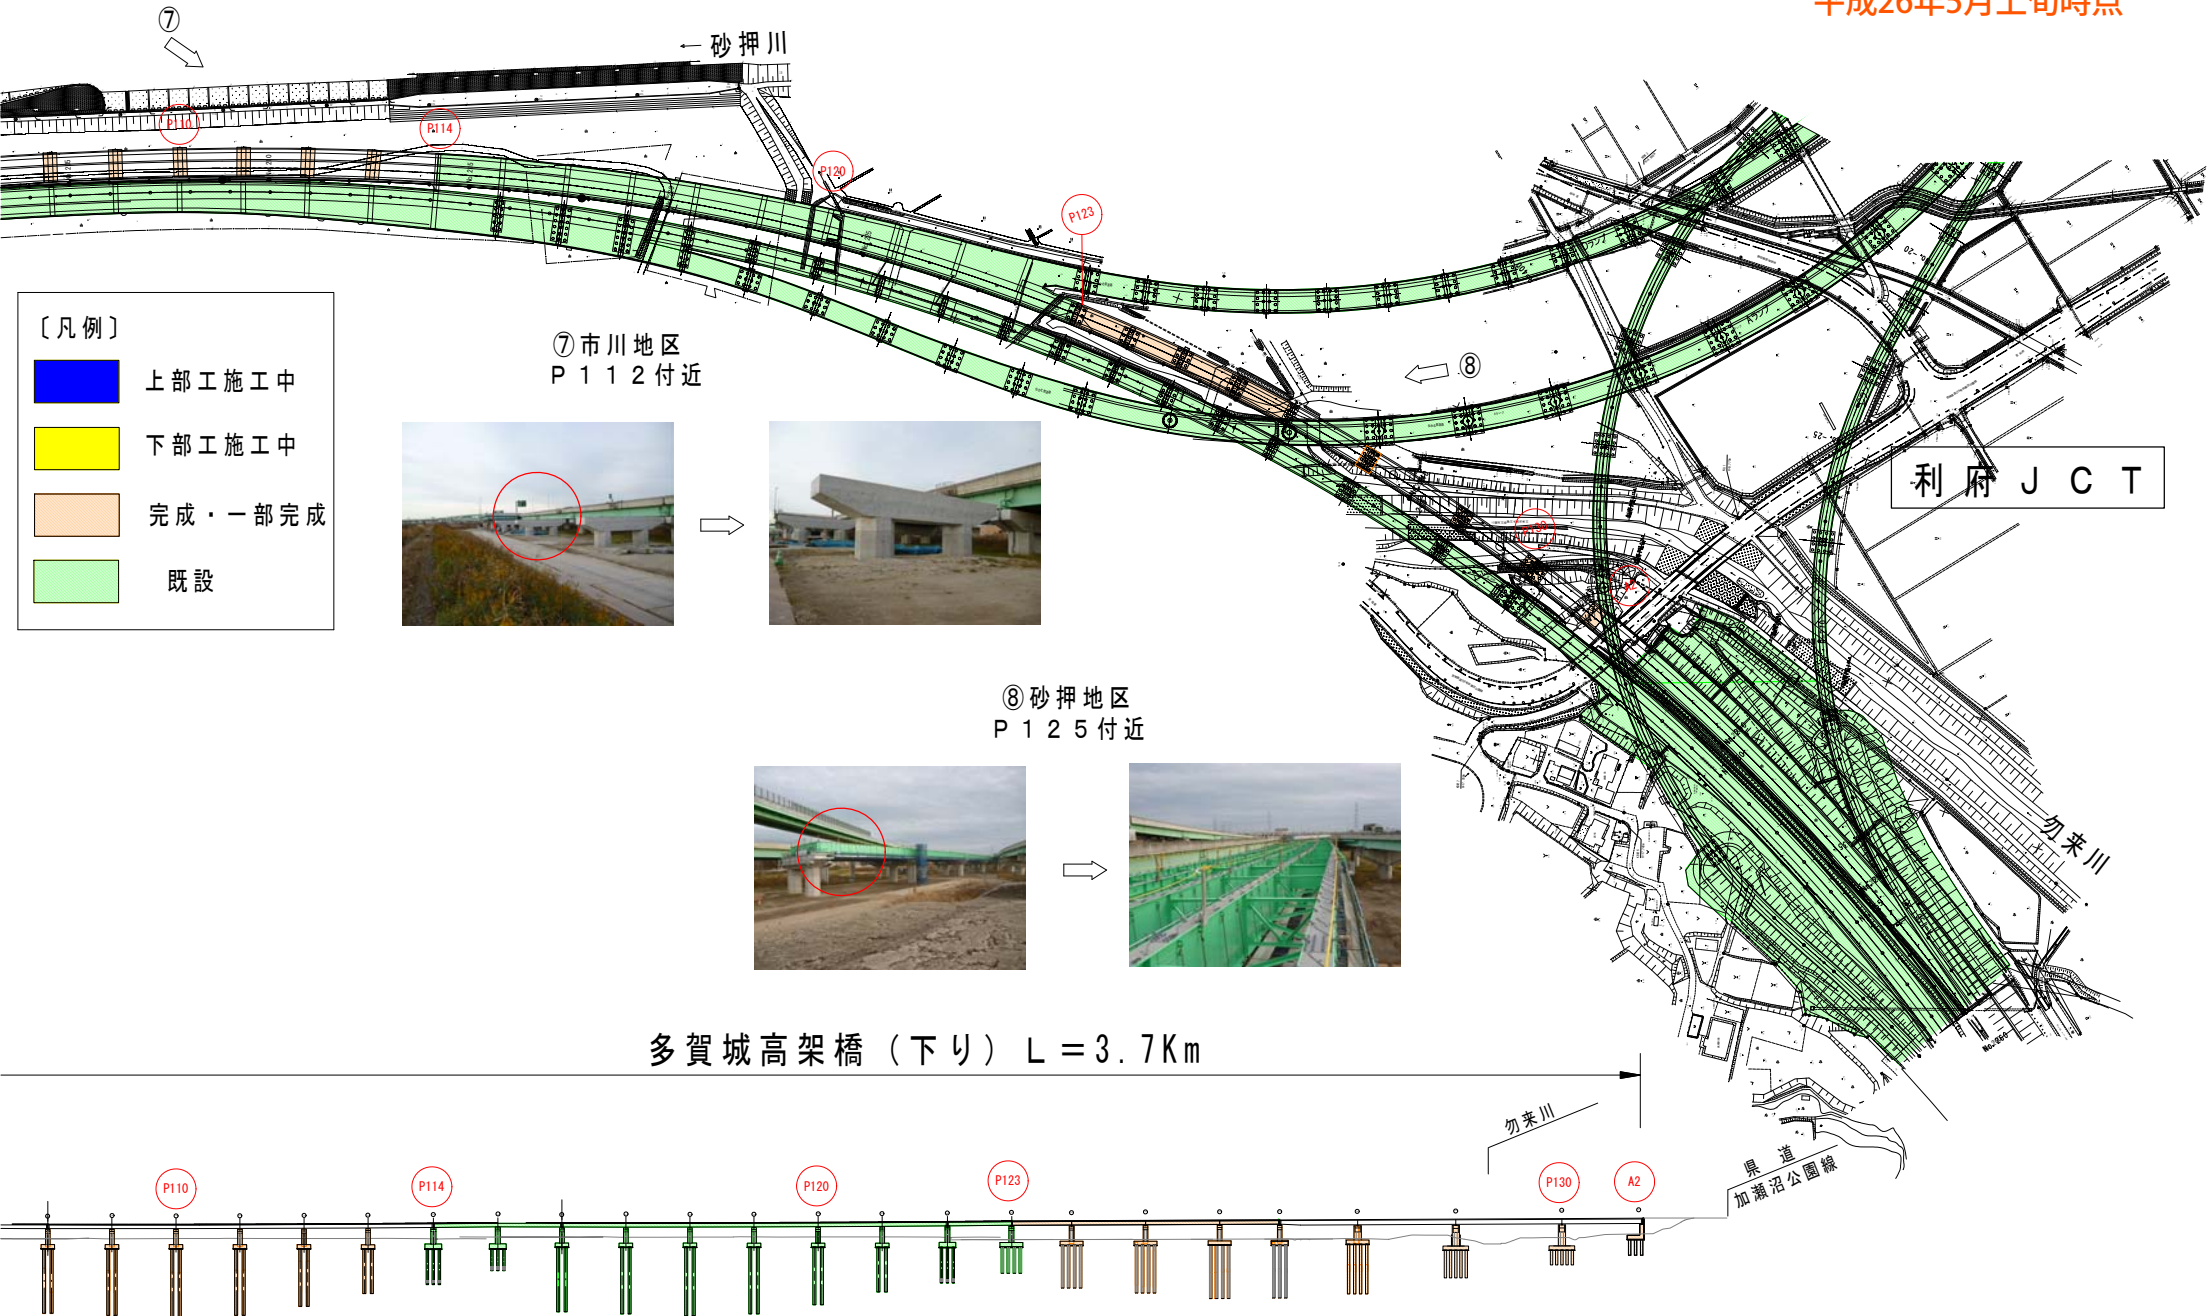 平成26年5月上旬時点
⑦
← 砂押川
P110
P114
P120
P123
〔凡例〕
上部工施工中
下部工施工中
完成・一部完成
既設
⑦市川地区
Ｐ１１２付近
⑧
利府ＪＣＴ
P130
A2
⑧砂押地区
Ｐ１２５付近
勿来川
No.260
多賀城高架橋（下り）Ｌ＝3.7Km
勿来川
県道
加瀬沼公園線
P110
P114
P120
P123
P130
A2